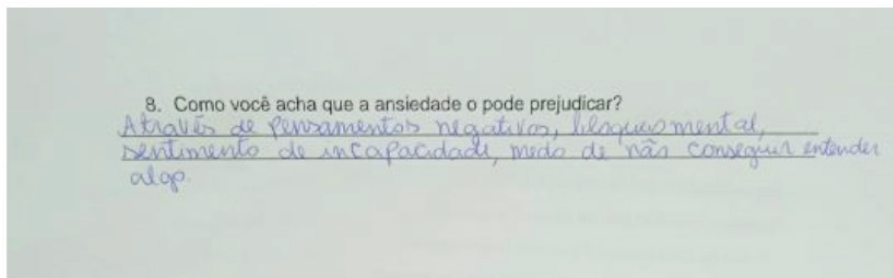 8. Como você acha que a ansiedade o pode prejudicar?
Através de pensamentos negativos, bloqueio mental,
sentimento de incapacidade, medo de não conseguir entender
algo.